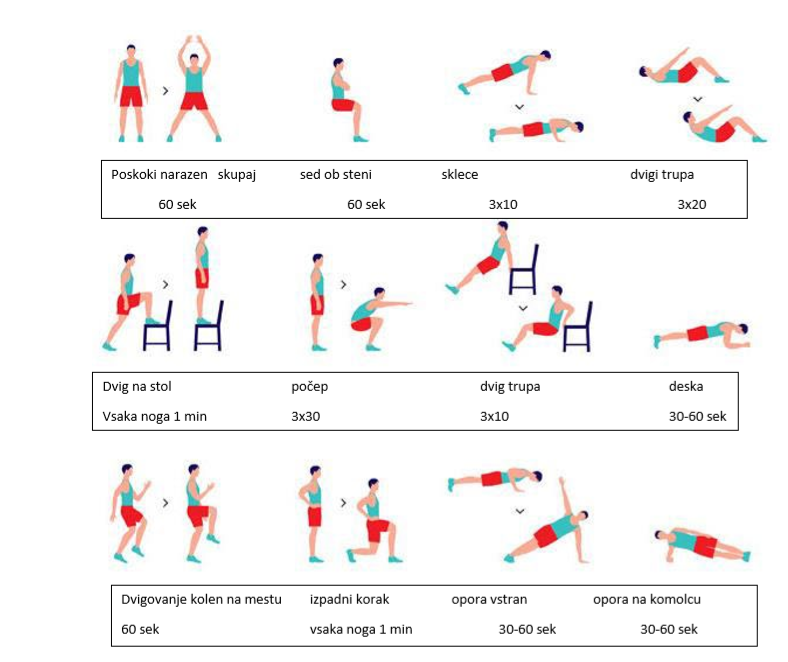 Poskoki narazen skupaj sed ob steni sklece dvigi trupa
60 sek 60 sek 3x10 3x20
Dvig na stol počep dvig trupa deska
Vsaka noga 1 min 3x30 3x10 30-60 sek
Dvigovanje kolen na mestu izpadni korak opora vstran opora na komolcu
60 sek vsaka noga 1 min 30-60 sek 30-60 sek